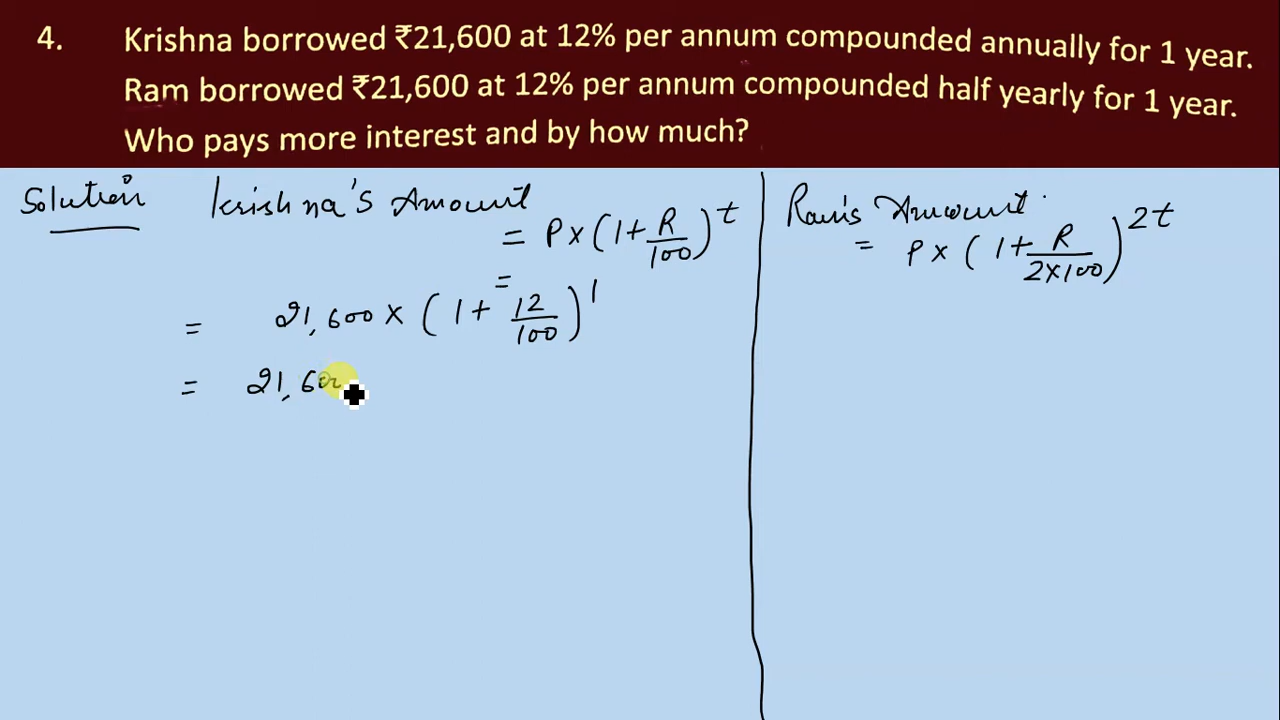 4. Krishna borrowed ₹21,600 at 12% per annum compounded annually for 1 year.
Ram borrowed ₹21,600 at 12% per annum compounded half yearly for 1 year.
Who pays more interest and by how much?
Solution Krishna's Amount
= P × (1 + R/100)^t
=
= 21,600 × (1 + 12/100)^1
= 21,600
Ram's Amount
= P × (1 + R/2×100)^2t